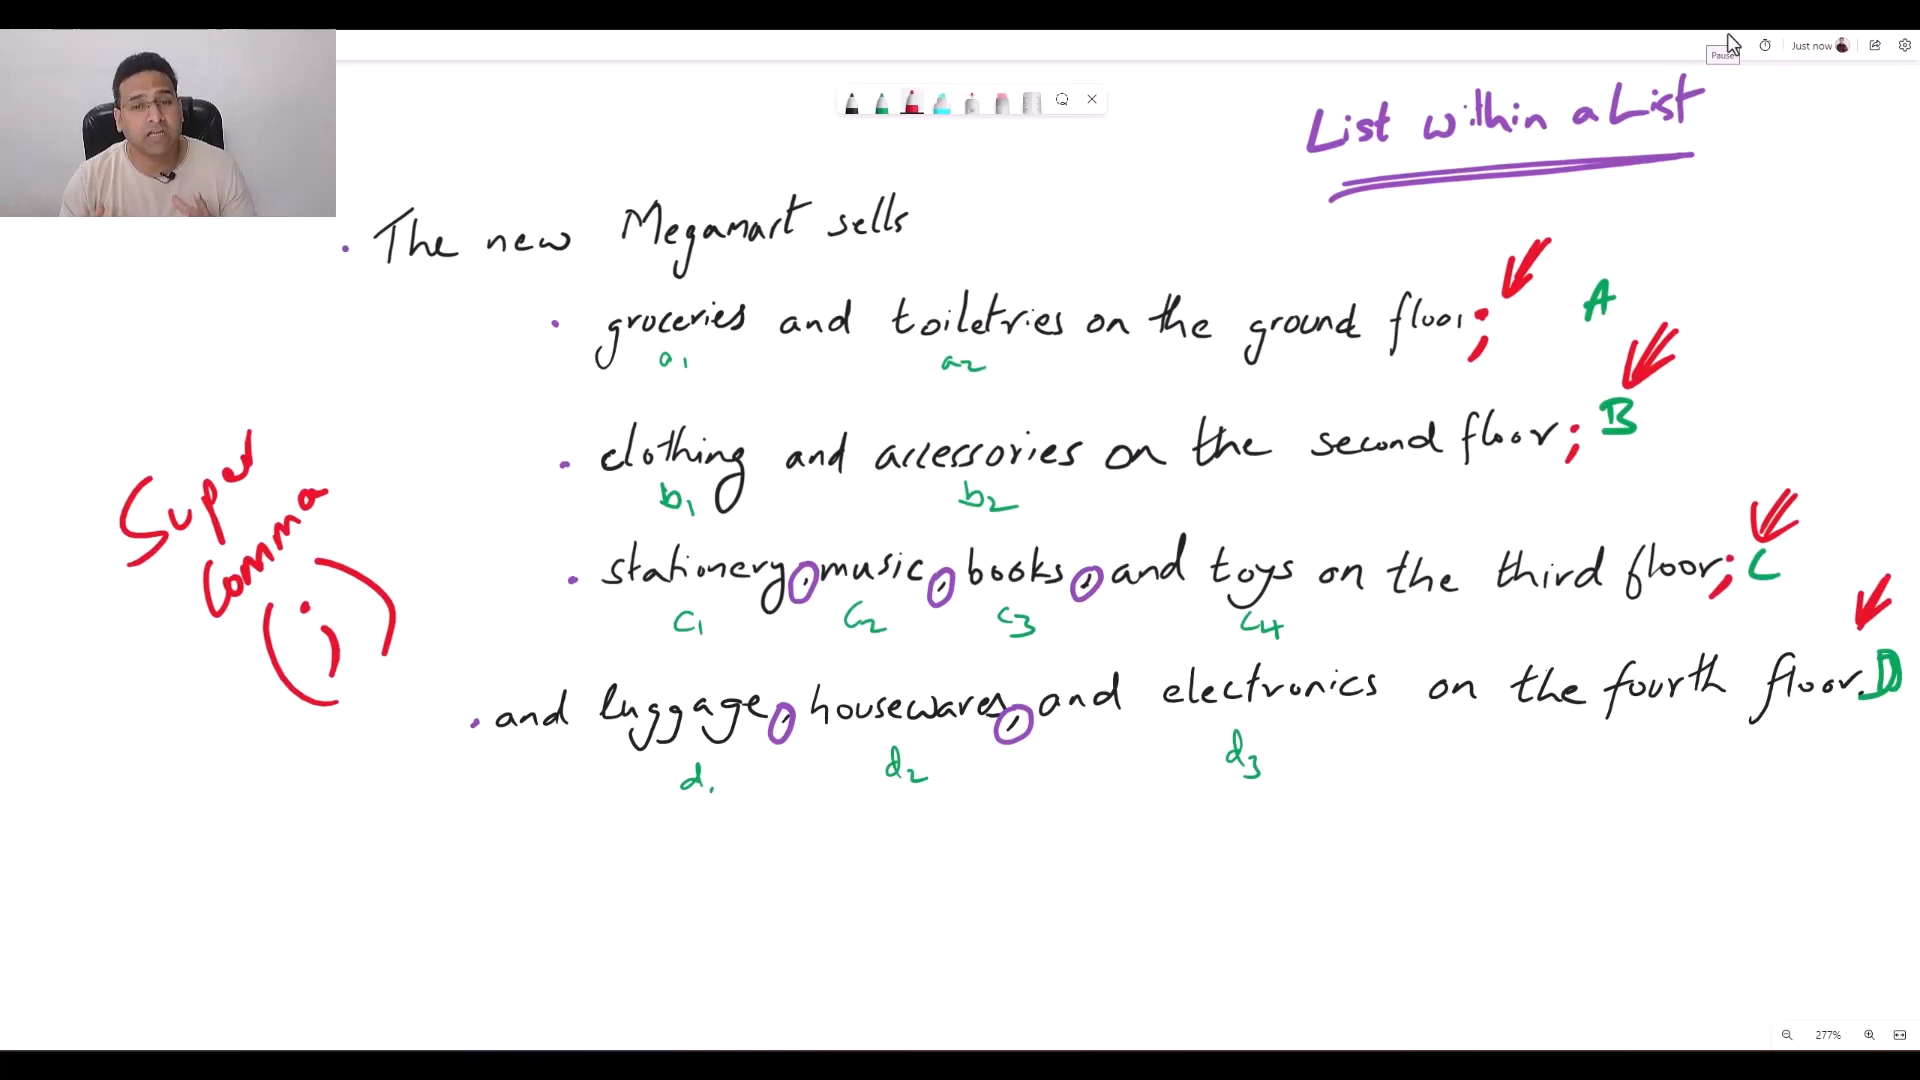 Just now
Pause
List within a List
The new Megamart sells
groceries and toiletries on the ground floor; A
a1 a2
clothing and accessories on the second floor; B
b1 b2
stationery, music, books, and toys on the third floor; C
c1 c2 c3 c4
and luggage, housewares, and electronics on the fourth floor. D
d1 d2 d3
Super
Comma
(;)
277%